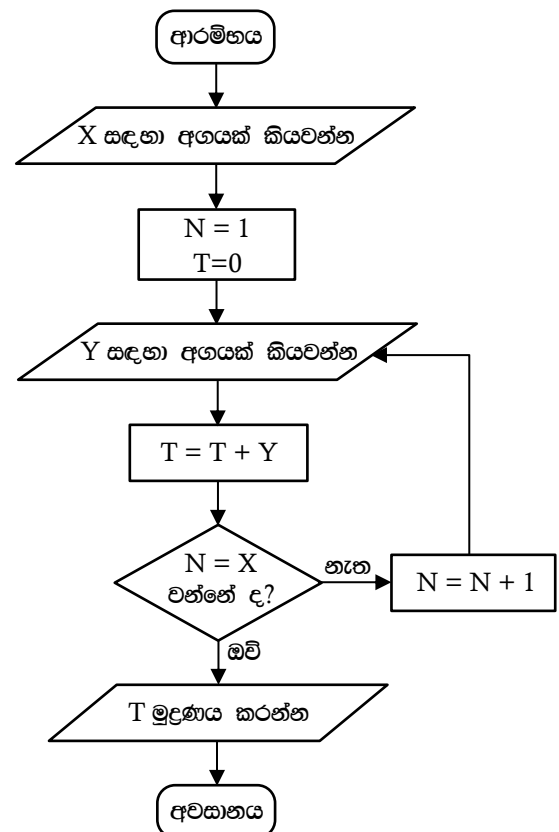 ආරම්භය
X සඳහා අගයක් කියවන්න
N = 1
T=0
Y සඳහා අගයක් කියවන්න
T = T + Y
N = X
වන්නේ ද?
නැත
N = N + 1
ඔව්
T මුද්‍රණය කරන්න
අවසානය